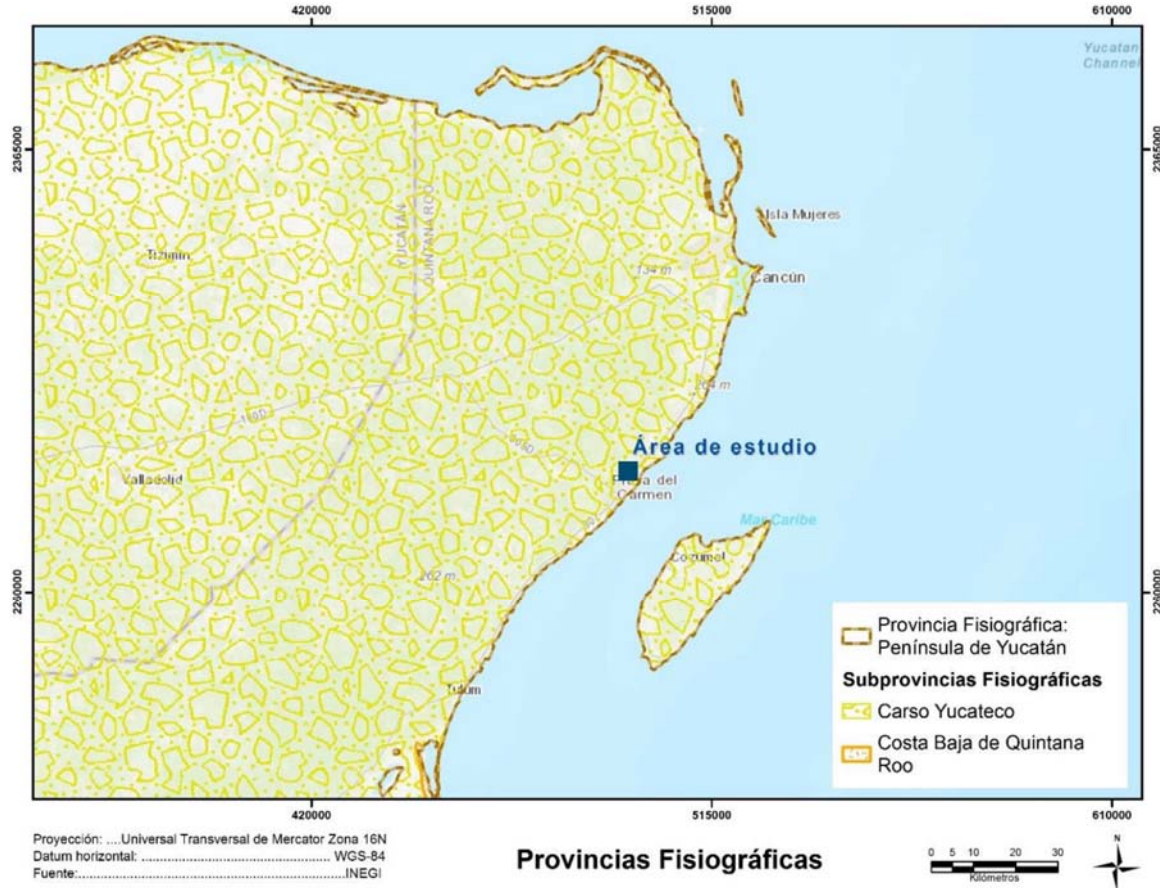 420000
515000
610000
Yucatan
Channel
2365000
2365000
YUCATÁN
QUINTANA ROO
Isla Mujeres
Tizimín
134 m
Cancún
264 m
180D
Área de estudio
305D
Valladolid
Playa del
Carmen
Mar Caribe
Cozumel
262 m
2260000
2260000
Tulum
Provincia Fisiográfica:
Península de Yucatán
Subprovincias Fisiográficas
Carso Yucateco
Costa Baja de Quintana
Roo
420000
515000
610000
Proyección: ....Universal Transversal de Mercator Zona 16N
Datum horizontal: ........................................ WGS-84
Fuente:.....................................................INEGI
Provincias Fisiográficas
0 5 10 20 30
Kilómetros
N